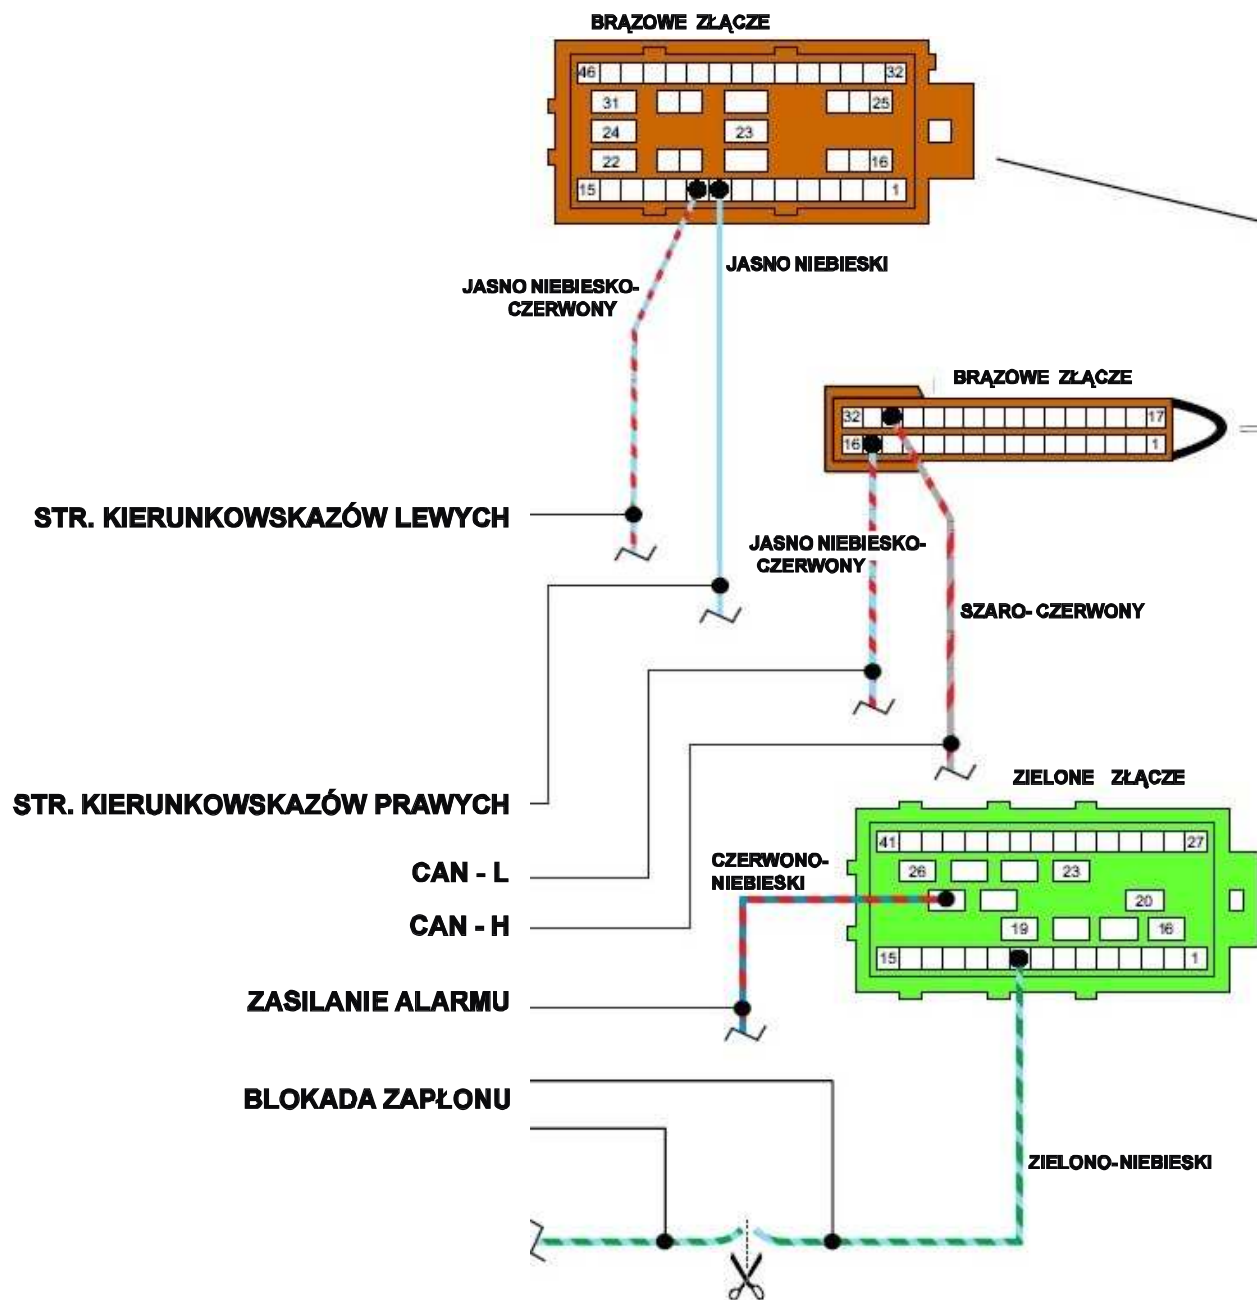 BRĄZOWE ZŁĄCZE
46 32
31 25
24 23
22 16
15 1
JASNO NIEBIESKI
JASNO NIEBIESKO-
CZERWONY
BRĄZOWE ZŁĄCZE
32 17
16 1
STR. KIERUNKOWSKAZÓW LEWYCH
JASNO NIEBIESKO-
CZERWONY
SZARO- CZERWONY
ZIELONE ZŁĄCZE
STR. KIERUNKOWSKAZÓW PRAWYCH
41 27
CZERWONO-
NIEBIESKI
CAN - L
26 23
20
CAN - H
19 16
15 1
ZASILANIE ALARMU
BLOKADA ZAPŁONU
ZIELONO-NIEBIESKI